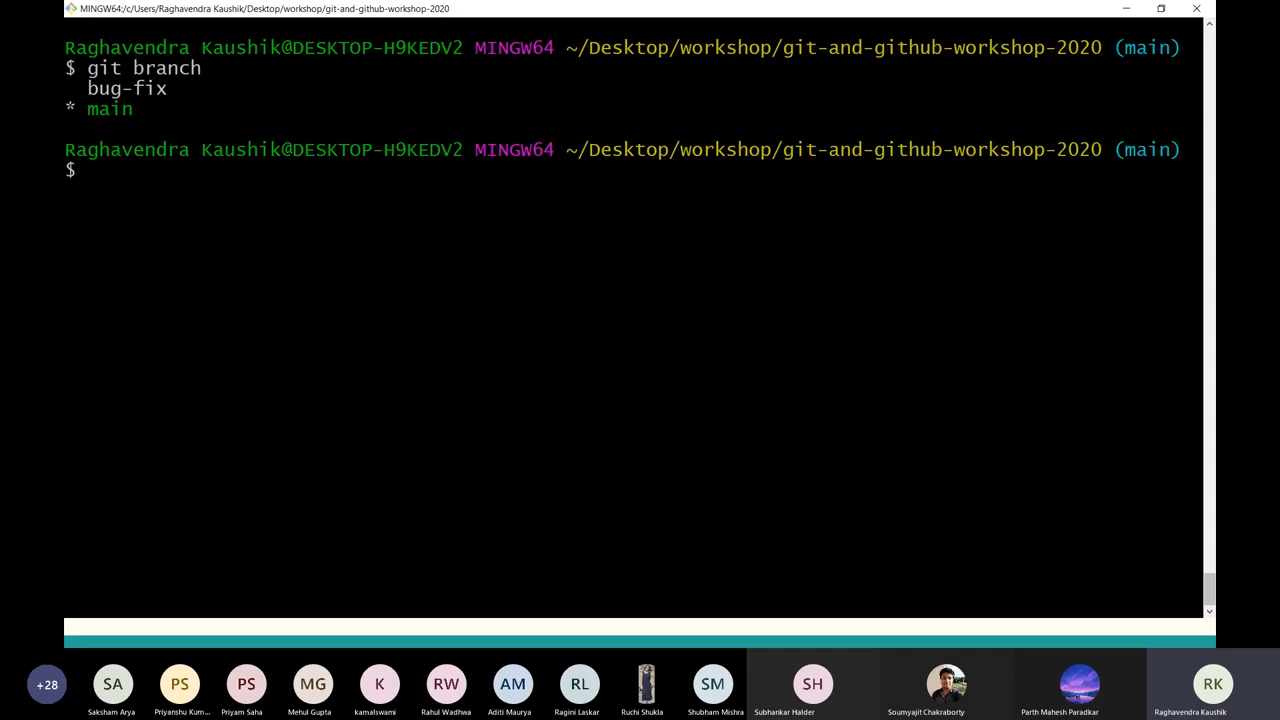 MINGW64:/c/Users/Raghavendra Kaushik/Desktop/workshop/git-and-github-workshop-2020
Raghavendra Kaushik@DESKTOP-H9KEDV2 MINGW64 ~/Desktop/workshop/git-and-github-workshop-2020 (main)
$ git branch
bug-fix
* main
Raghavendra Kaushik@DESKTOP-H9KEDV2 MINGW64 ~/Desktop/workshop/git-and-github-workshop-2020 (main)
$
+28 SA PS PS MG K RW AM RL SM SH RK
Saksham Arya Priyanshu Kum... Priyam Saha Mehul Gupta kamalswami Rahul Wadhwa Aditi Maurya Ragini Laskar Ruchi Shukla Shubham Mishra Subhankar Halder Soumyajit Chakraborty Parth Mahesh Paradkar Raghavendra Kaushik